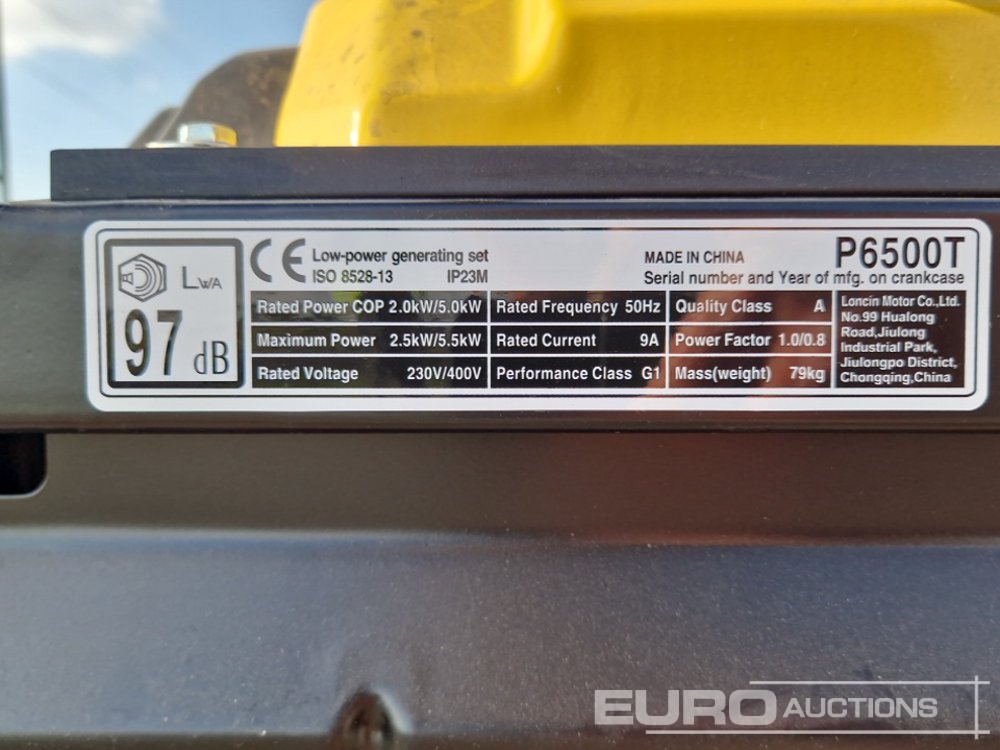 LWA
97 dB
CE
Low-power generating set
ISO 8528-13 IP23M
MADE IN CHINA
P6500T
Serial number and Year of mfg. on crankcase
Rated Power COP 2.0kW/5.0kW
Rated Frequency 50Hz
Quality Class A
Maximum Power 2.5kW/5.5kW
Rated Current 9A
Power Factor 1.0/0.8
Rated Voltage 230V/400V
Performance Class G1
Mass(weight) 79kg
Loncin Motor Co.,Ltd.
No.99 Hualong
Road,Jiulong
Industrial Park,
Jiulongpo District,
Chongqing,China
EURO AUCTIONS